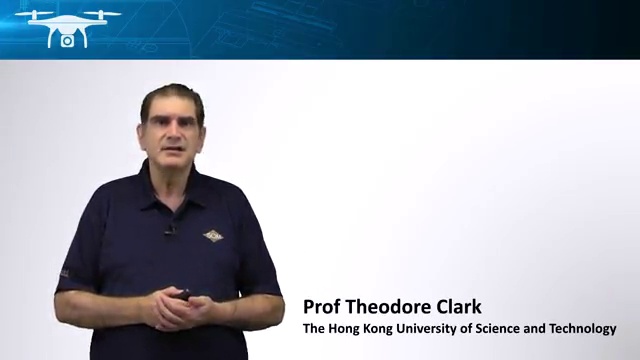 Prof Theodore Clark
The Hong Kong University of Science and Technology